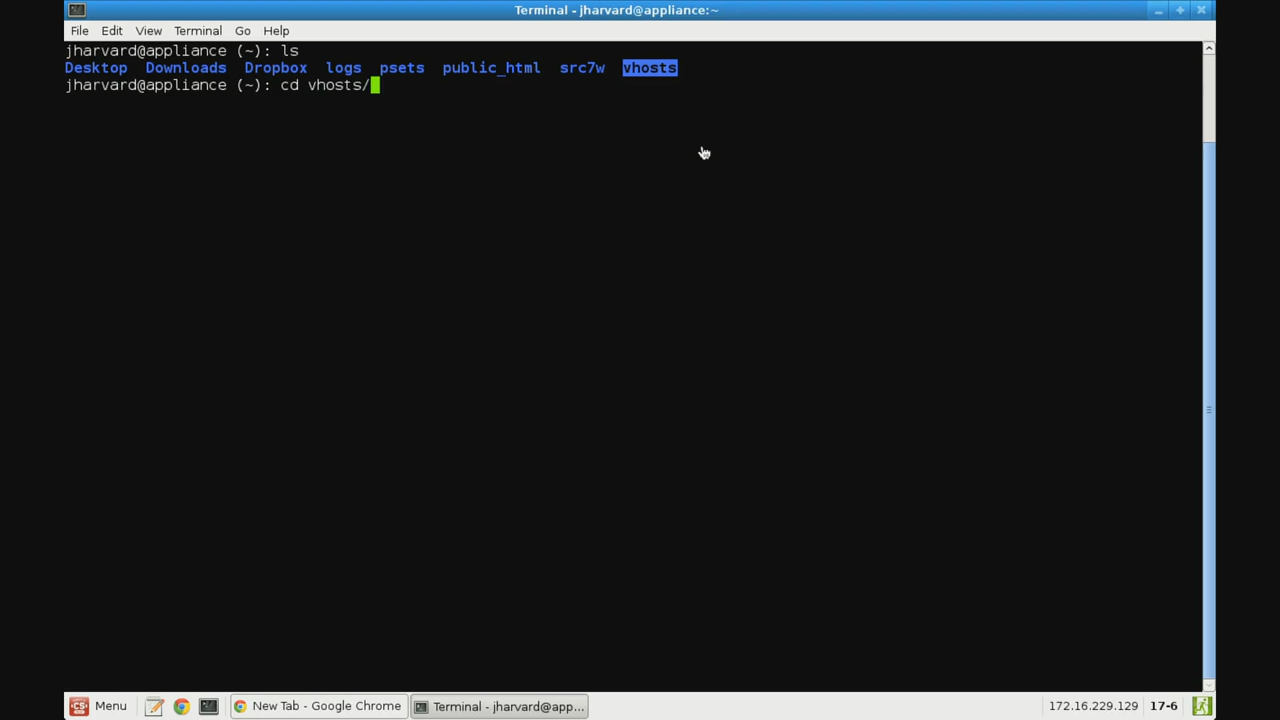 Terminal - jharvard@appliance:~
File Edit View Terminal Go Help
jharvard@appliance (~): ls
Desktop Downloads Dropbox logs psets public_html src7w vhosts
jharvard@appliance (~): cd vhosts/
CS Menu New Tab - Google Chrome Terminal - jharvard@app... 172.16.229.129 17-6